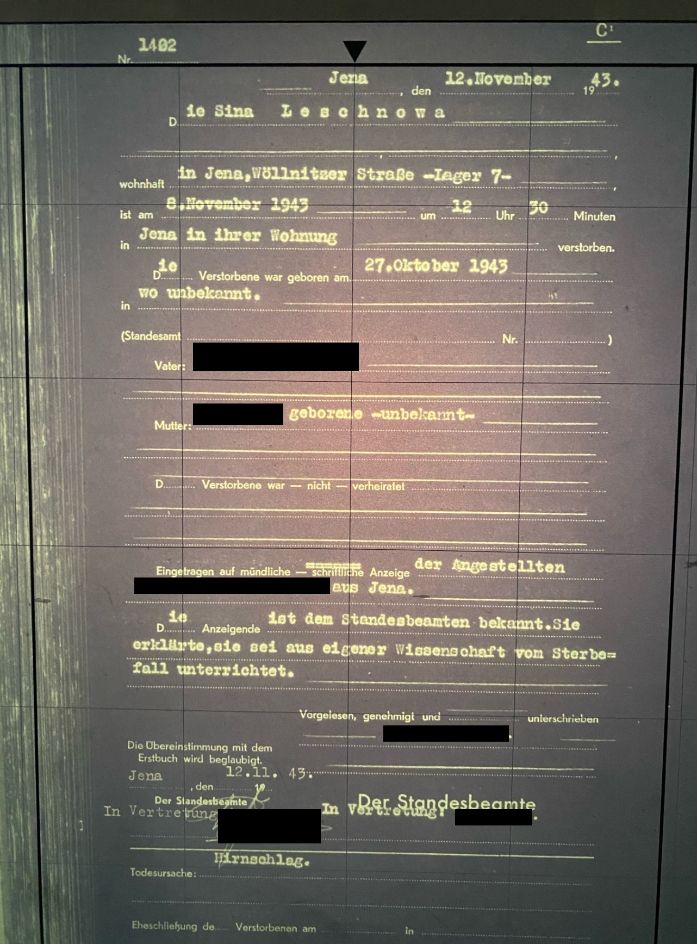 C¹
Nr. 1402
Jena, den 12.November 1943.
Die Sina Leschnowa
wohnhaft in Jena,Wöllnitzer Straße -Lager 7-,
ist am 8.November 1943 um 12 Uhr 30 Minuten
in Jena in ihrer Wohnung verstorben.
Die Verstorbene war geboren am 27.Oktober 1943
in wo unbekannt.
(Standesamt Nr. )
Vater:
Mutter: geborene -unbekannt-
D Verstorbene war — nicht — verheiratet
Eingetragen auf mündliche — schriftliche Anzeige der Angestellten
aus Jena.
Die Anzeigende ist dem Standesbeamten bekannt.Sie
erklärte,sie sei aus eigener Wissenschaft vom Sterbe=
fall unterrichtet.
Vorgelesen, genehmigt und unterschrieben
Die Übereinstimmung mit dem
Erstbuch wird beglaubigt.
Jena, den 12.11. 1943.
Der Standesbeamte
In Vertretung
Der Standesbeamte
In Vertretung:
Hirnschlag.
Todesursache:
Eheschließung de Verstorbenen am in